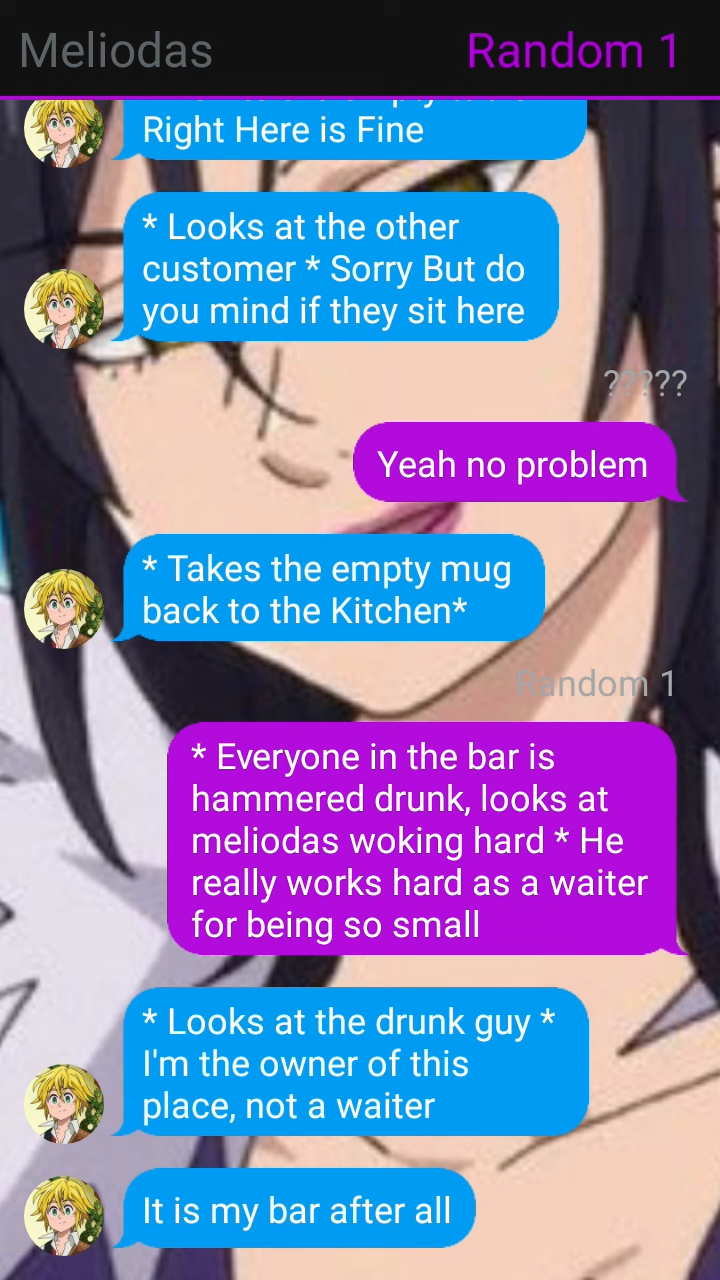 Meliodas
Random 1
Right Here is Fine
* Looks at the other
customer * Sorry But do
you mind if they sit here
?????
Yeah no problem
* Takes the empty mug
back to the Kitchen*
Random 1
* Everyone in the bar is
hammered drunk, looks at
meliodas woking hard * He
really works hard as a waiter
for being so small
* Looks at the drunk guy *
I'm the owner of this
place, not a waiter
It is my bar after all